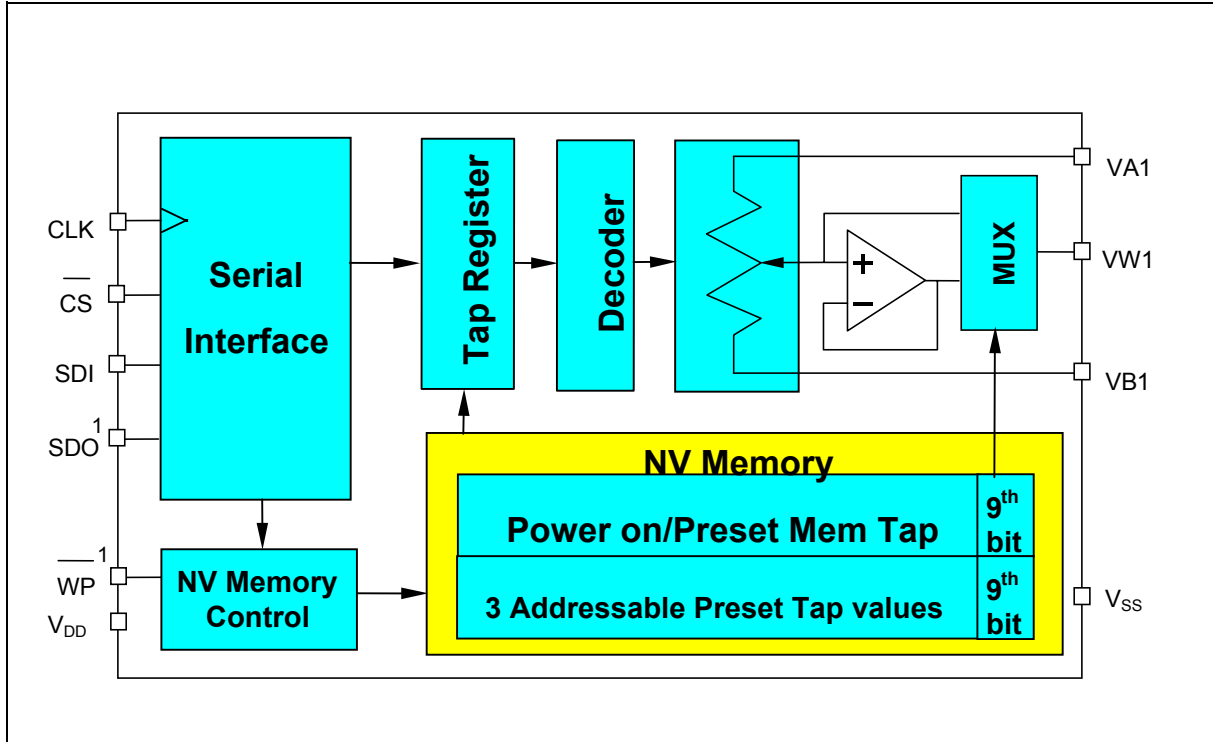 CLK
CS
SDI
SDO 1
WP 1
VDD
Serial
Interface
NV Memory
Control
Tap Register
Decoder
+
−
MUX
VA1
VW1
VB1
VSS
NV Memory
Power on/Preset Mem Tap
9th
bit
3 Addressable Preset Tap values
9th
bit